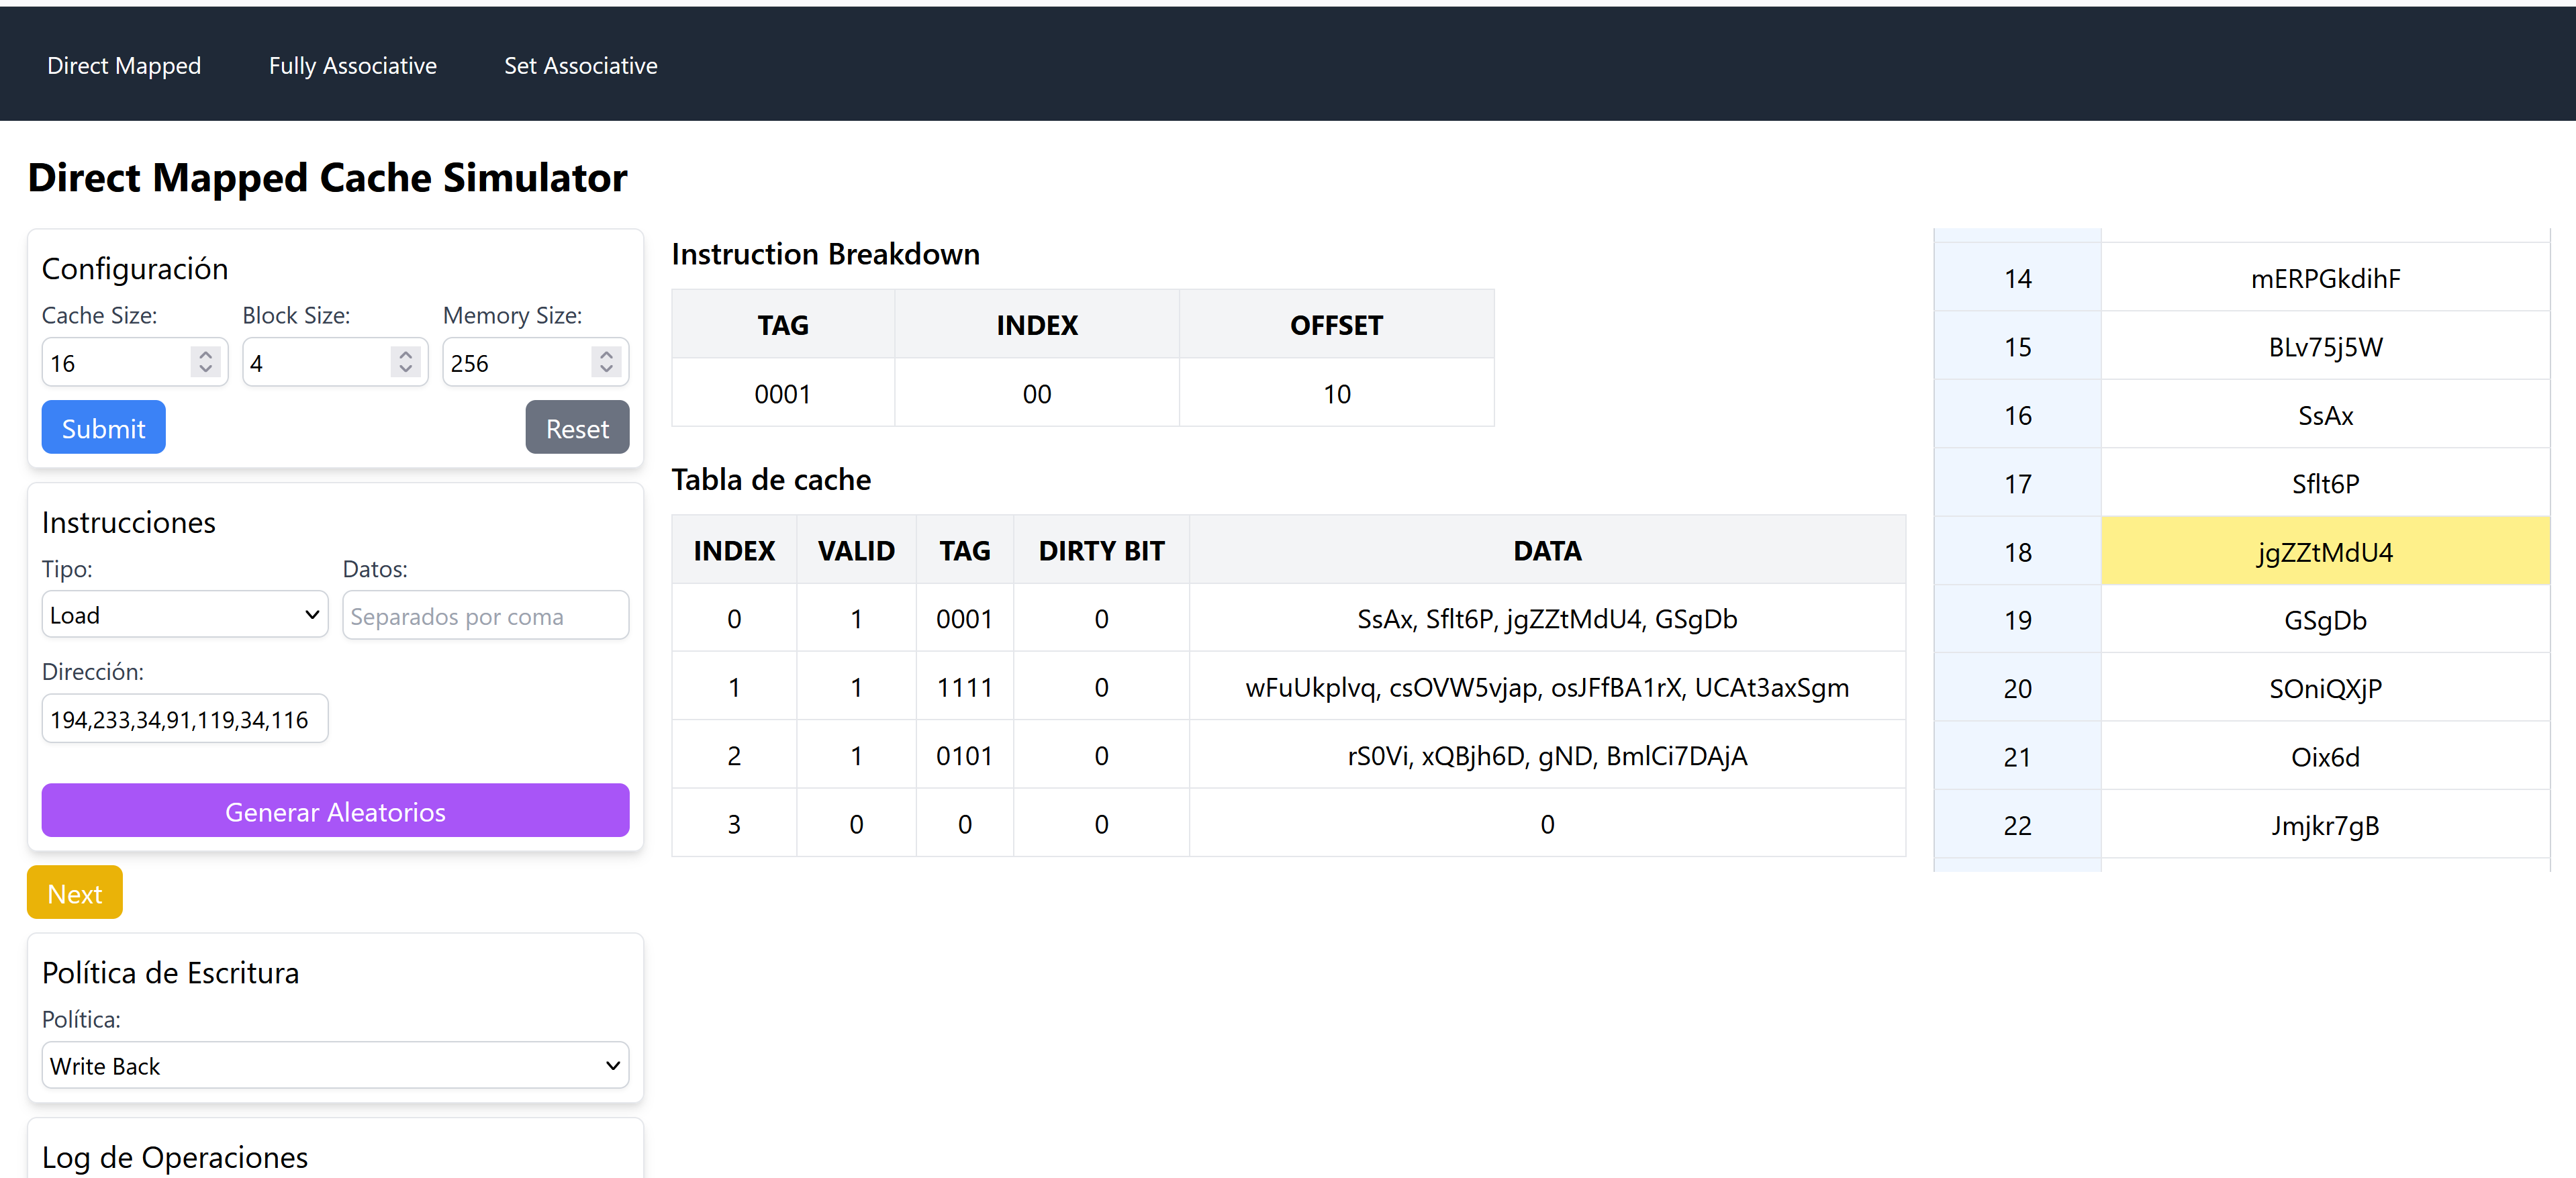 Direct Mapped Fully Associative Set Associative
Direct Mapped Cache Simulator
Configuración
Cache Size: Block Size: Memory Size:
16 4 256
Submit Reset
Instrucciones
Tipo: Datos:
Load Separados por coma
Dirección:
194,233,34,91,119,34,116
Generar Aleatorios
Next
Política de Escritura
Política:
Write Back
Log de Operaciones
Instruction Breakdown
TAG INDEX OFFSET
0001 00 10
Tabla de cache
INDEX VALID TAG DIRTY BIT DATA
0 1 0001 0 SsAx, Sflt6P, jgZZtMdU4, GSgDb
1 1 1111 0 wFuUkplvq, csOVW5vjap, osJFfBA1rX, UCAt3axSgm
2 1 0101 0 rS0Vi, xQBjh6D, gND, BmlCi7DAjA
3 0 0 0 0
14 mERPGkdihF
15 BLv75j5W
16 SsAx
17 Sflt6P
18 jgZZtMdU4
19 GSgDb
20 SOniQXjP
21 Oix6d
22 Jmjkr7gB